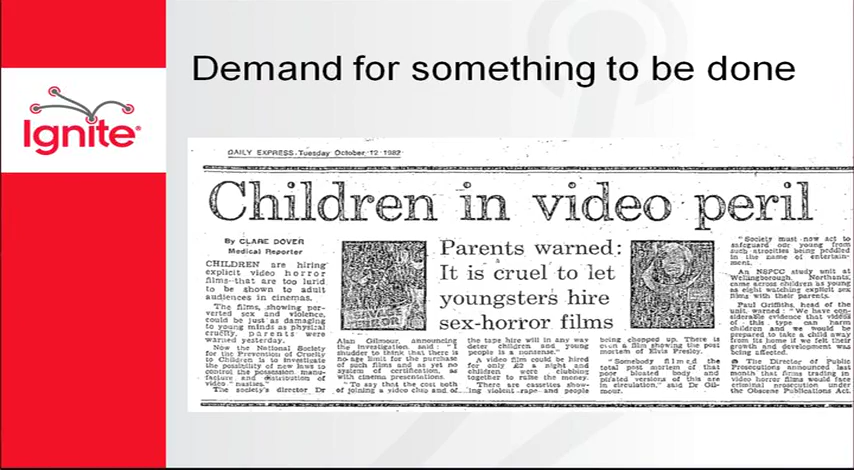 Demand for something to be done
Ignite
DAILY EXPRESS Tuesday October 12 1982
Children in video peril
By CLARE DOVER
Medical Reporter
CHILDREN are hiring
explicit video horror
films—that are too lurid
to be shown to adult
audiences in cinemas.
The films, showing per-
verted sex and violence,
could be just as damaging
to young minds as physical
cruelty, parents were
warned yesterday.
Now the National Society
for the Prevention of Cruelty
to Children is to investigate
the possibility of new laws to
control the possession manu-
facture and distribution of
video "nasties."
The society's director Dr
SAVAGE
TERROR
Alan Gilmour, announcing
the investigation, said: "I
shudder to think that there is
no age limit for the purchase
of such films and as yet no
system of certification, as
with cinema presentations.
"To say that the cost both
of joining a video club and of
Parents warned:
It is cruel to let
youngsters hire
sex-horror films
the tape hire will in any way
deter children and young
people is a nonsense."
A video film could be hired
for only £2 a night and
children were clubbing
together to raise the money.
There are cassettes show-
ing violent rape and people
being chopped up. There is
even a film showing the post
mortem of Elvis Presley.
"Somebody filmed the
total post mortem of that
poor bloated body and
pirated versions of this are
in circulation," said Dr Gil-
mour.
"Society must now act to
safeguard our young from
such atrocities being peddled
in the name of entertain-
ment.
An NSPCC study unit at
Wellingborough, Northants,
came across children as young
as eight watching explicit sex
films with their parents.
Paul Griffiths, head of the
unit, warned: "We have con-
siderable evidence that videos
of this type can harm
children and we would be
prepared to take a child away
from its home if we felt their
growth and development was
being affected.
The Director of Public
Prosecutions announced last
month that firms trading in
video horror films would face
criminal prosecution under
the Obscene Publications Act.